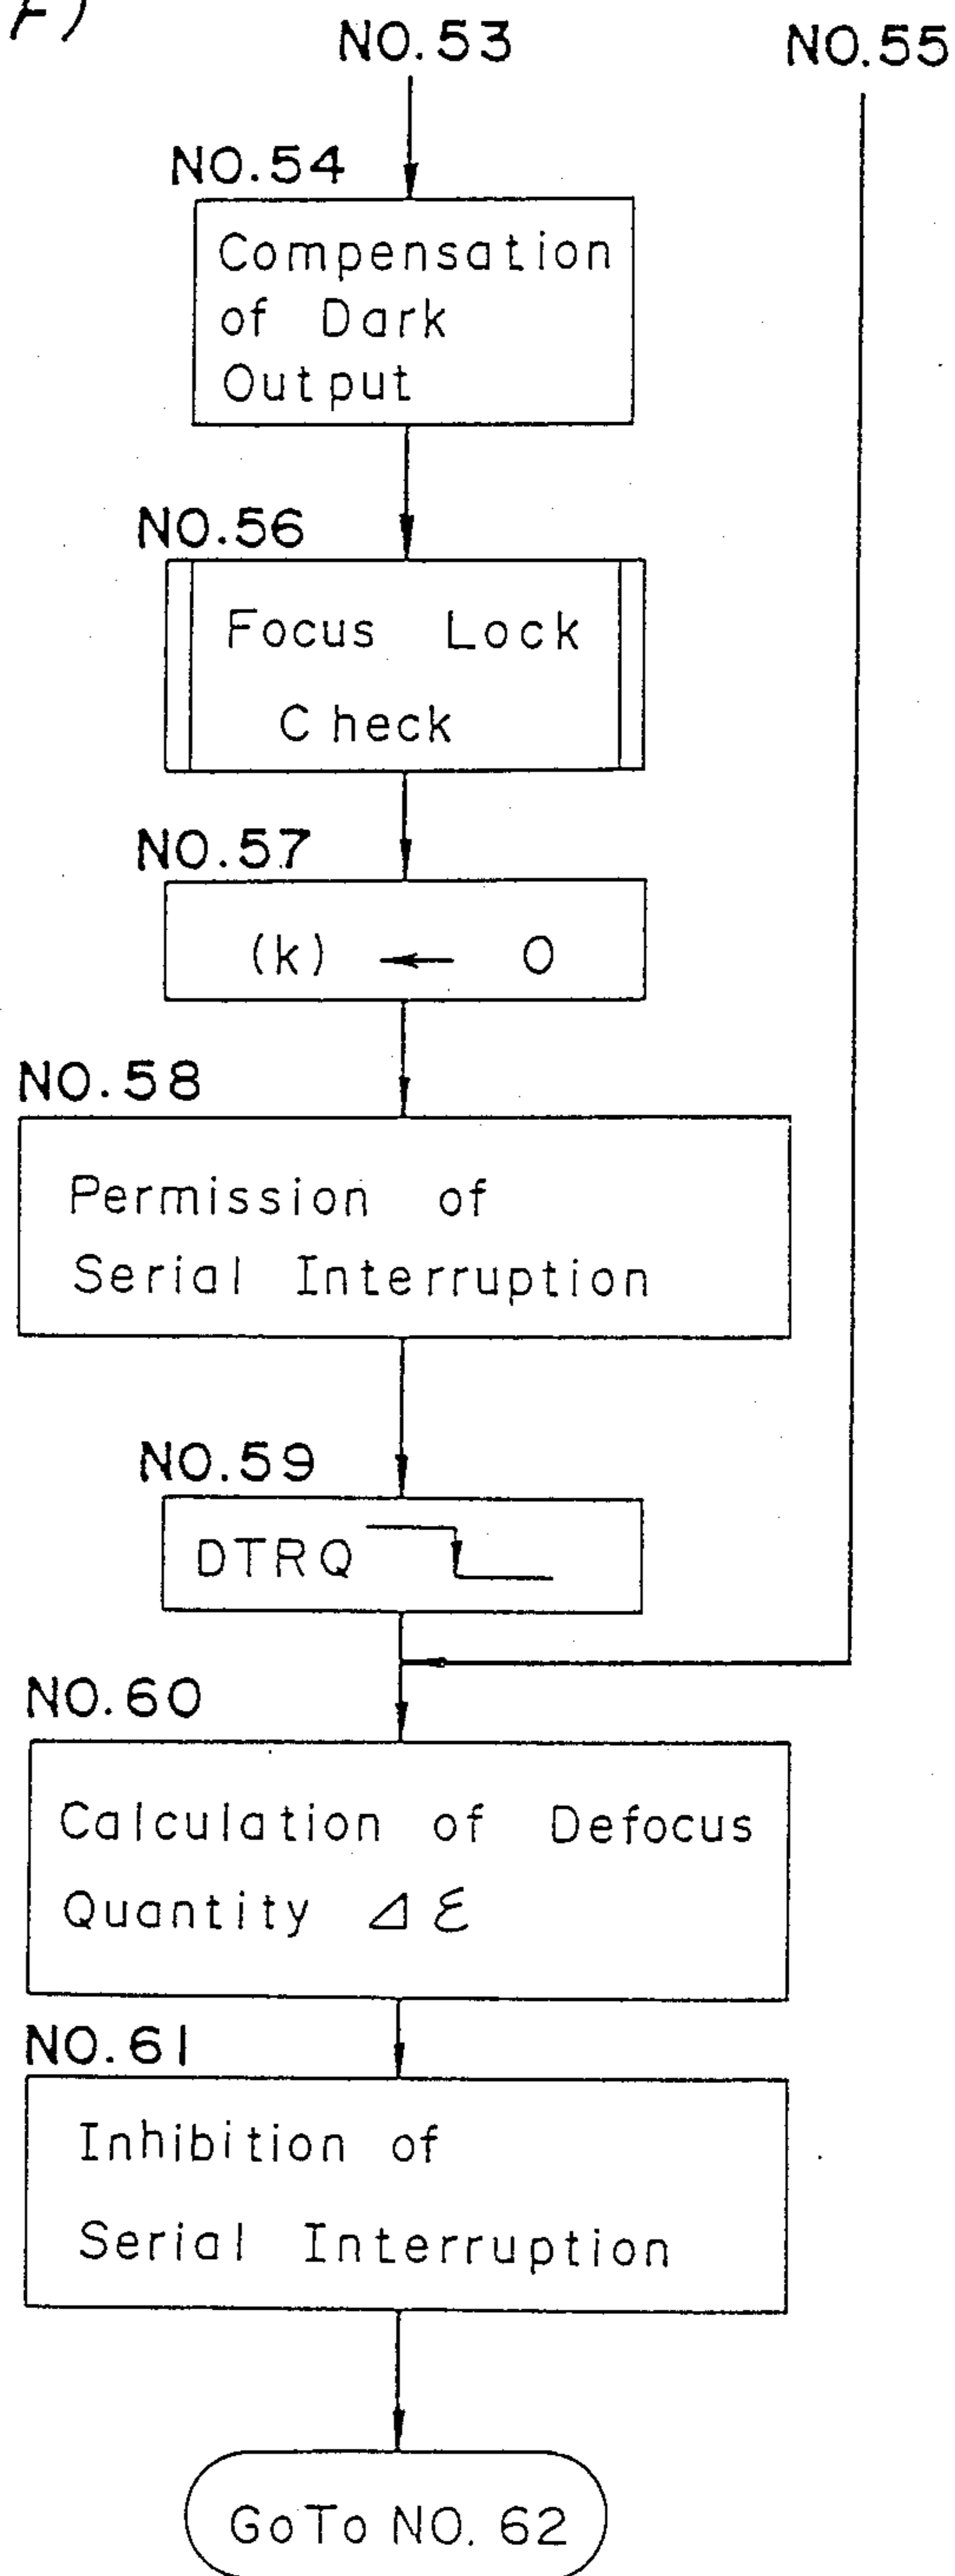 F)
NO.53
NO.55
NO.54
Compensation
of Dark
Output
NO.56
Focus Lock
Check
NO.57
(k) ← 0
NO.58
Permission of
Serial Interruption
NO.59
DTRQ
NO.60
Calculation of Defocus
Quantity ⊿ ε
NO.61
Inhibition of
Serial Interruption
GoTo NO. 62